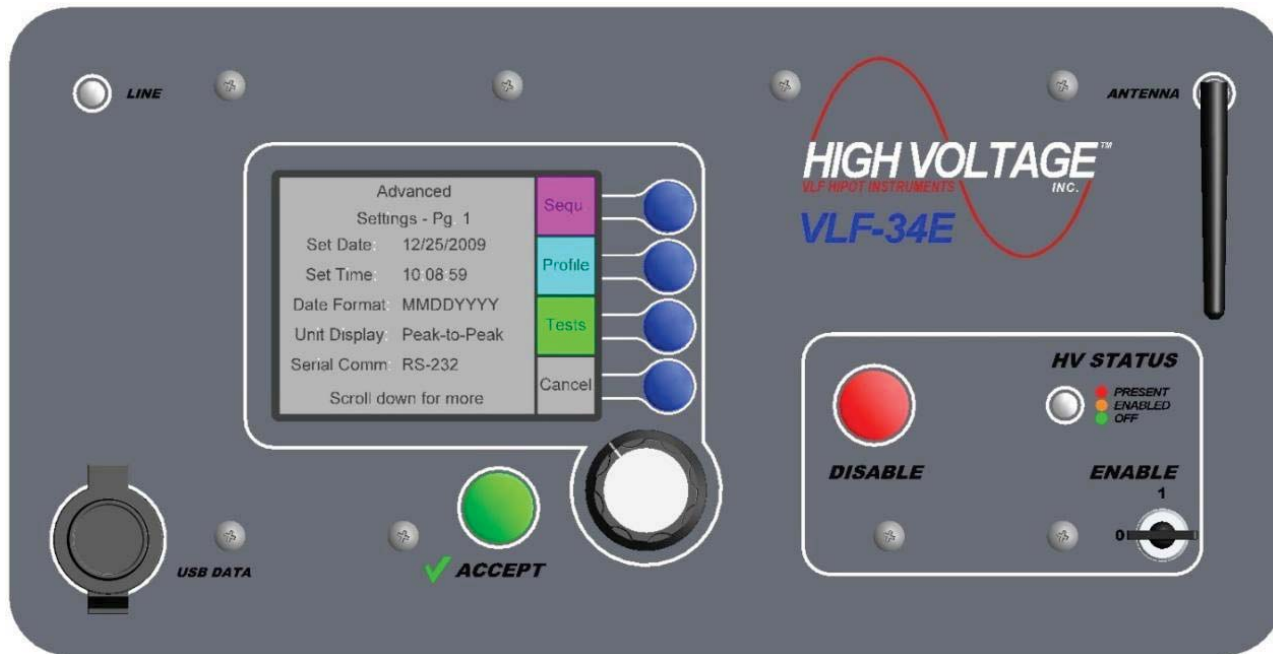 LINE
ANTENNA
HIGH VOLTAGE™
INC.
VLF HIPOT INSTRUMENTS
VLF-34E
Advanced
Settings - Pg. 1
Set Date: 12/25/2009
Set Time: 10:08:59
Date Format: MMDDYYYY
Unit Display: Peak-to-Peak
Serial Comm: RS-232
Scroll down for more
Sequ
Profile
Tests
Cancel
HV STATUS
PRESENT
ENABLED
OFF
DISABLE
ENABLE
1
0
USB DATA
✓ ACCEPT